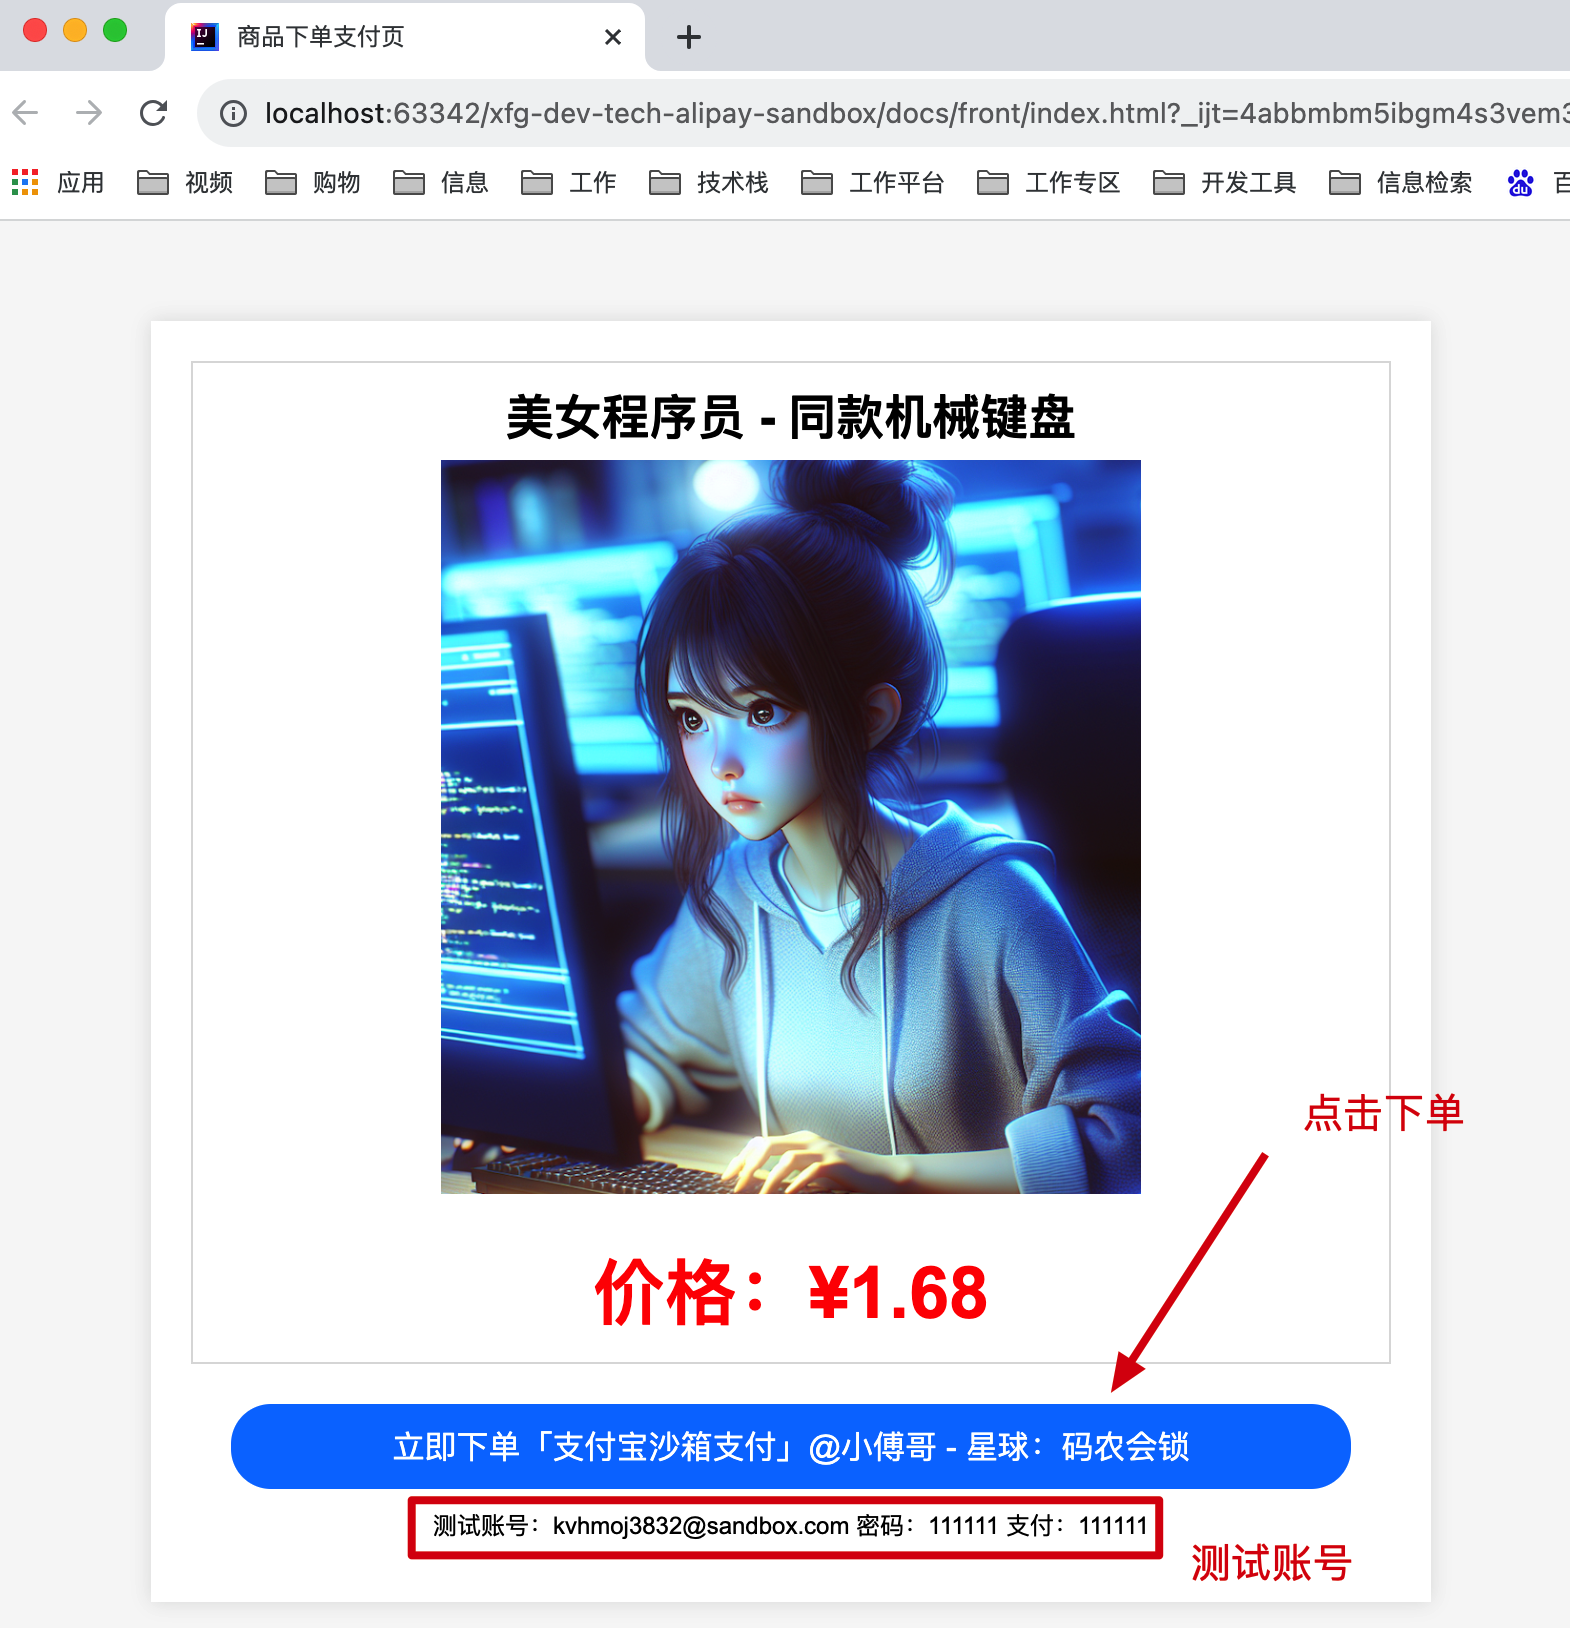 商品下单支付页
localhost:63342/xfg-dev-tech-alipay-sandbox/docs/front/index.html?_ijt=4abbmbm5ibgm4s3vem3
应用 视频 购物 信息 工作 技术栈 工作平台 工作专区 开发工具 信息检索 百
美女程序员 - 同款机械键盘
点击下单
价格：¥1.68
立即下单「支付宝沙箱支付」@小傅哥 - 星球：码农会锁
测试账号：kvhmoj3832@sandbox.com 密码：111111 支付：111111
测试账号